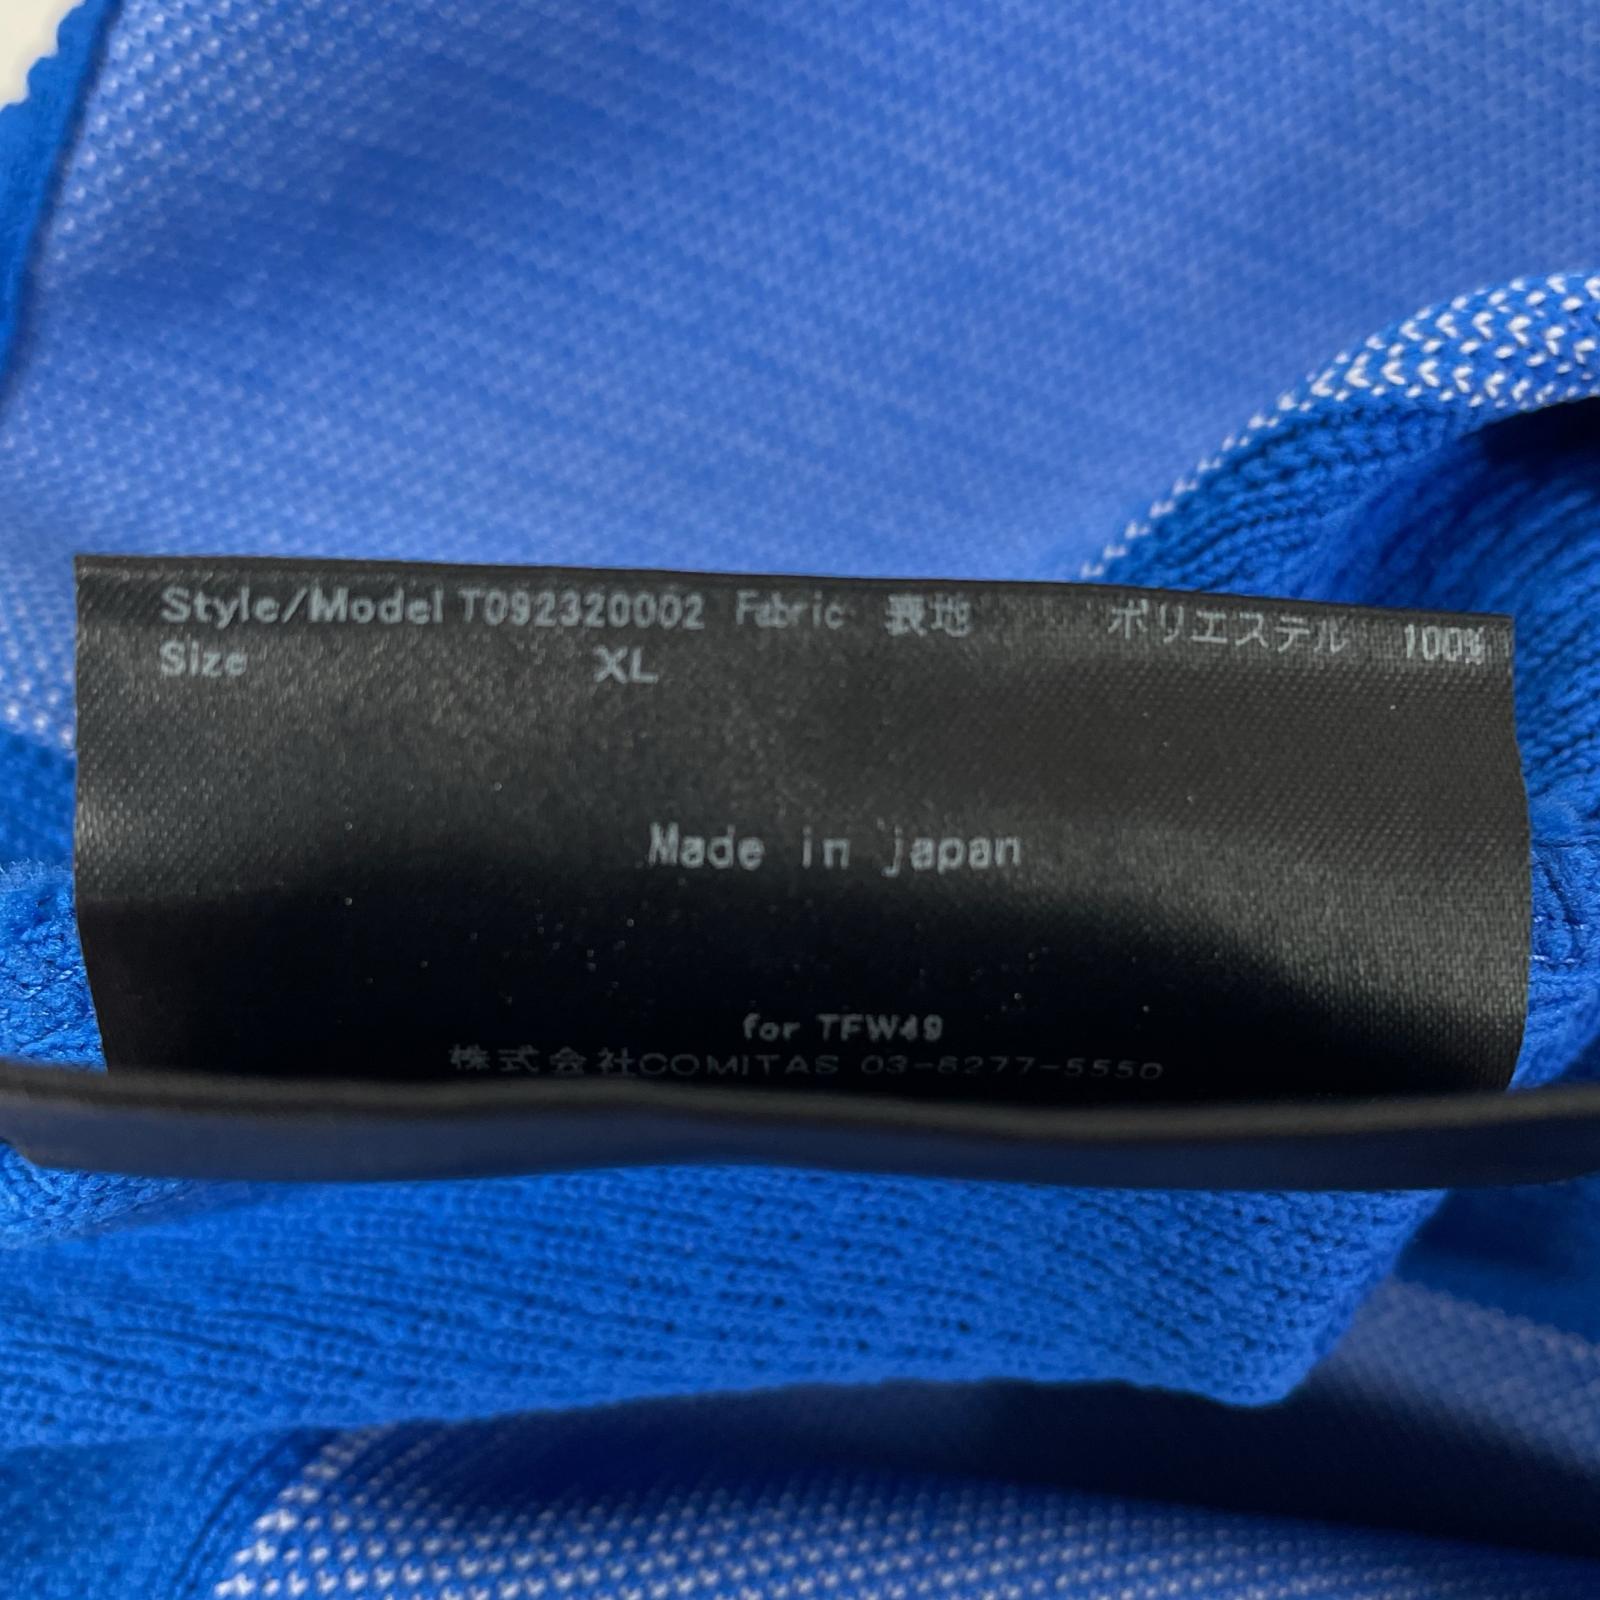 Style/Model T092320002 Fabric 表地 ポリエステル 100%
Size XL
Made in japan
for TFW49
株式会社COMITAS 03-6277-5550